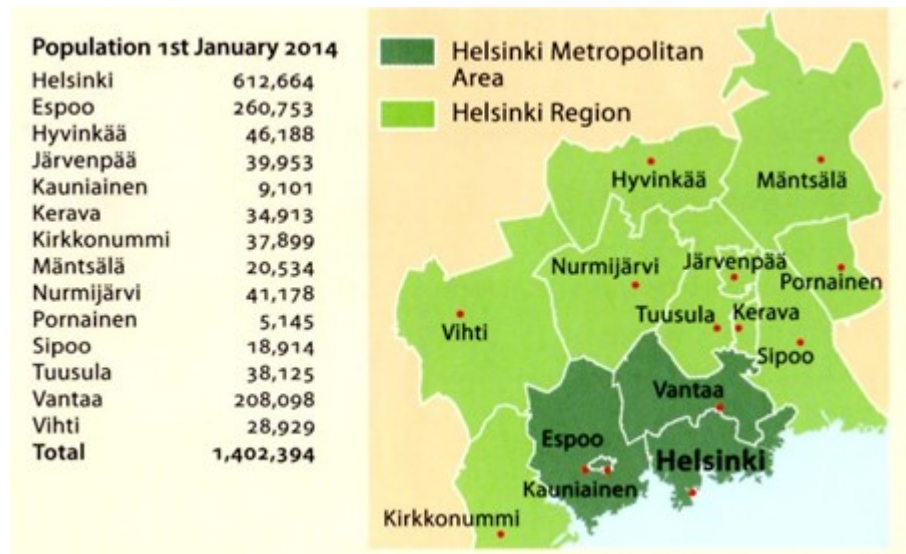 Population 1st January 2014
Helsinki 612,664
Espoo 260,753
Hyvinkää 46,188
Järvenpää 39,953
Kauniainen 9,101
Kerava 34,913
Kirkkonummi 37,899
Mäntsälä 20,534
Nurmijärvi 41,178
Pornainen 5,145
Sipoo 18,914
Tuusula 38,125
Vantaa 208,098
Vihti 28,929
Total 1,402,394
Helsinki Metropolitan
Area
Helsinki Region
Hyvinkää
Mäntsälä
Nurmijärvi
Järvenpää
Pornainen
Tuusula
Kerava
Vihti
Sipoo
Vantaa
Espoo
Helsinki
Kauniainen
Kirkkonummi